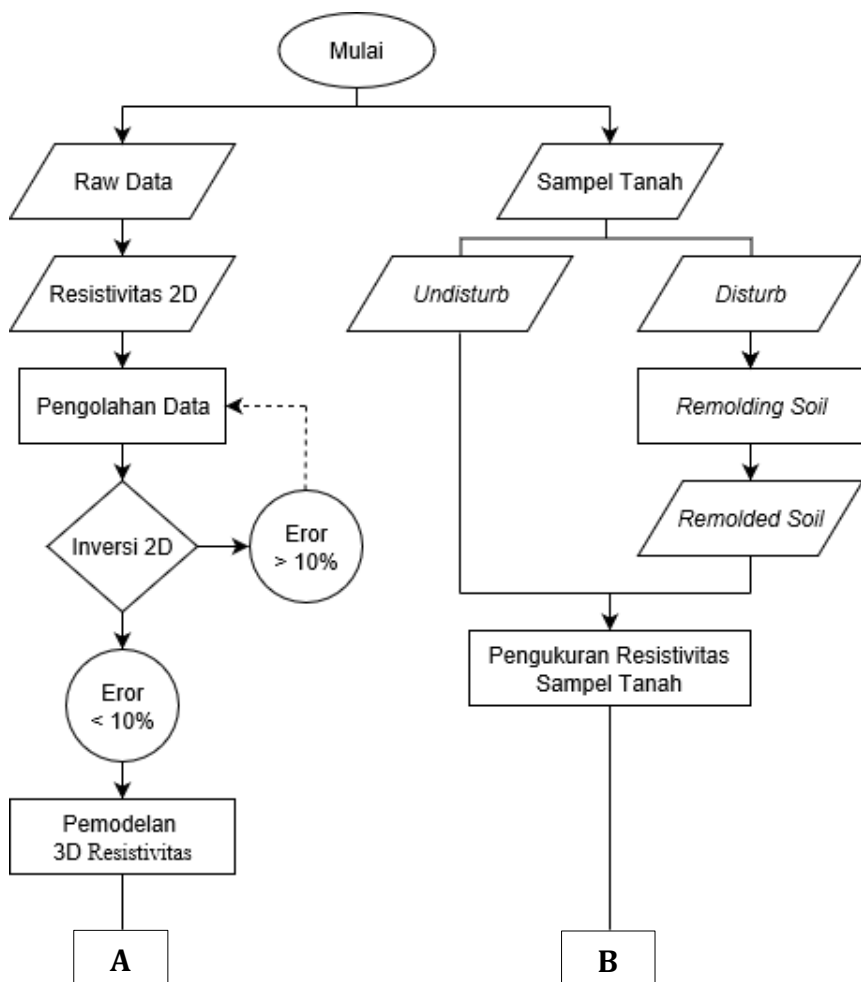 Mulai
Raw Data
Sampel Tanah
Resistivitas 2D
Undisturb
Disturb
Pengolahan Data
Remolding Soil
Inversi 2D
Eror
> 10%
Remolded Soil
Eror
< 10%
Pengukuran Resistivitas
Sampel Tanah
Pemodelan
3D Resistivitas
A
B